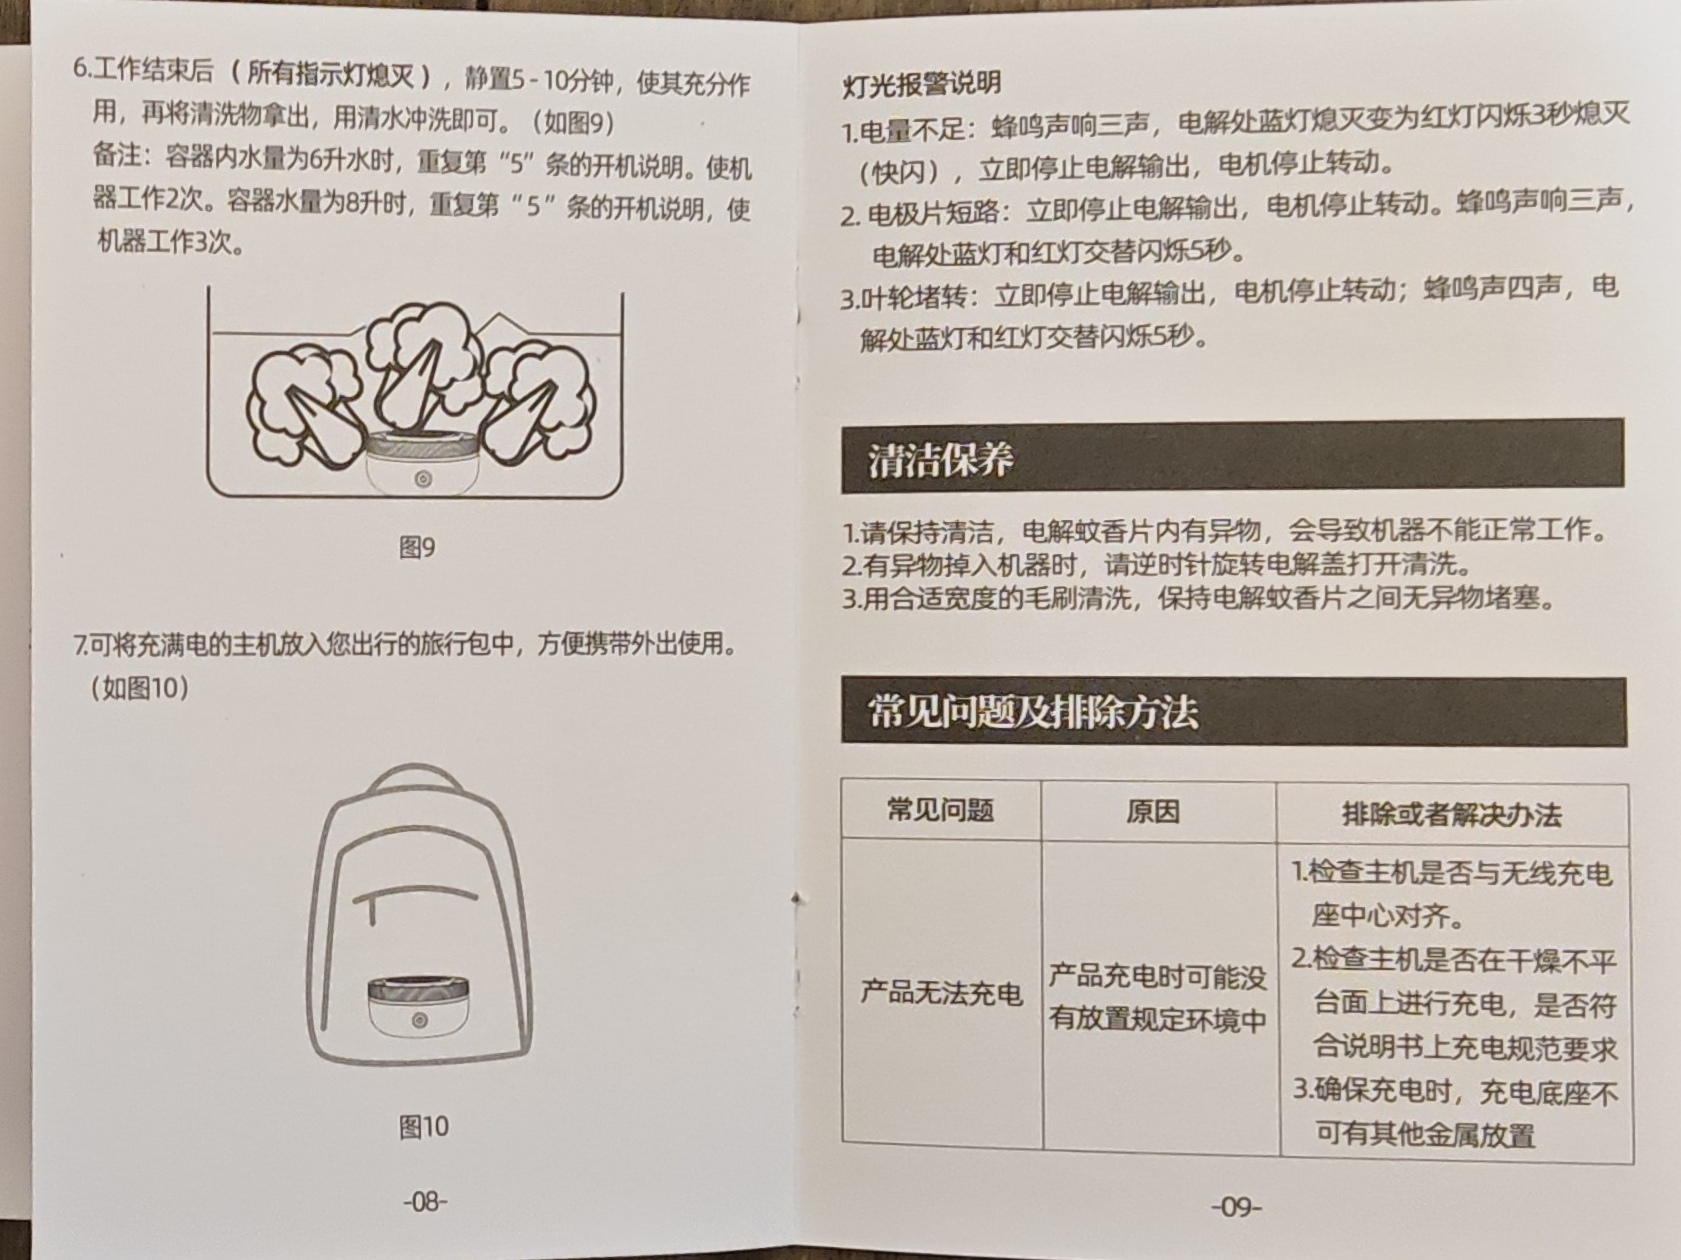 6.工作结束后（所有指示灯熄灭），静置5-10分钟，使其充分作
用，再将清洗物拿出，用清水冲洗即可。（如图9）
备注：容器内水量为6升水时，重复第“5”条的开机说明。使机
器工作2次。容器水量为8升时，重复第“5”条的开机说明，使
机器工作3次。
图9
7.可将充满电的主机放入您出行的旅行包中，方便携带外出使用。
（如图10）
图10
-08-
灯光报警说明
1.电量不足：蜂鸣声响三声，电解处蓝灯熄灭变为红灯闪烁3秒熄灭
（快闪），立即停止电解输出，电机停止转动。
2. 电极片短路：立即停止电解输出，电机停止转动。蜂鸣声响三声，
电解处蓝灯和红灯交替闪烁5秒。
3.叶轮堵转：立即停止电解输出，电机停止转动；蜂鸣声四声，电
解处蓝灯和红灯交替闪烁5秒。
清洁保养
1.请保持清洁，电解蚊香片内有异物，会导致机器不能正常工作。
2.有异物掉入机器时，请逆时针旋转电解盖打开清洗。
3.用合适宽度的毛刷清洗，保持电解蚊香片之间无异物堵塞。
常见问题及排除方法
常见问题
原因
排除或者解决办法
产品无法充电
产品充电时可能没
有放置规定环境中
1.检查主机是否与无线充电
座中心对齐。
2.检查主机是否在干燥不平
台面上进行充电，是否符
合说明书上充电规范要求
3.确保充电时，充电底座不
可有其他金属放置
-09-